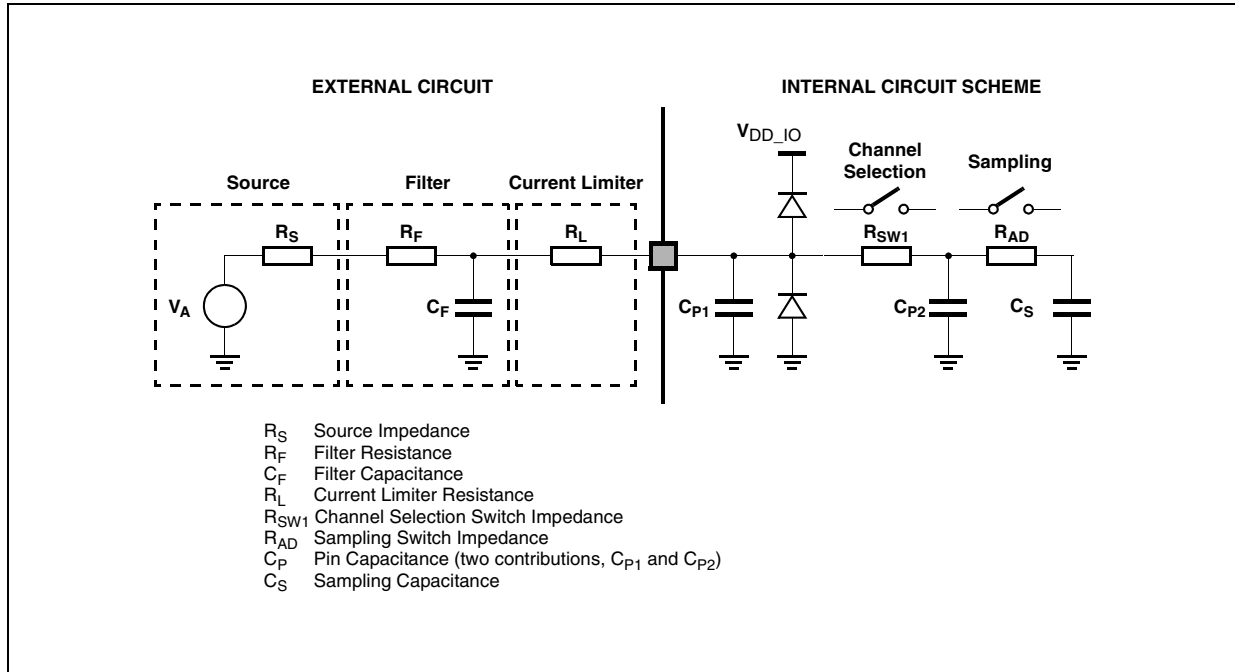 EXTERNAL CIRCUIT
INTERNAL CIRCUIT SCHEME
VDD_IO
Channel
Selection
Sampling
Source
Filter
Current Limiter
RS
RF
RL
RSW1
RAD
VA
CF
CP1
CP2
CS
RS Source Impedance
RF Filter Resistance
CF Filter Capacitance
RL Current Limiter Resistance
RSW1 Channel Selection Switch Impedance
RAD Sampling Switch Impedance
CP Pin Capacitance (two contributions, CP1 and CP2)
CS Sampling Capacitance